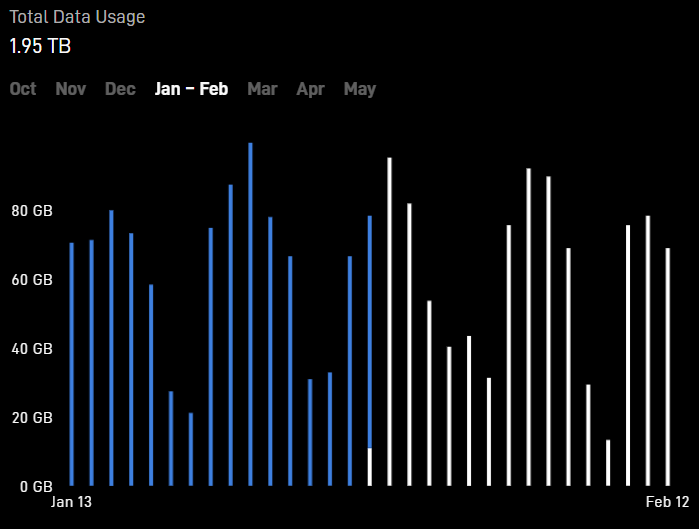 Total Data Usage
1.95 TB
Oct Nov Dec Jan – Feb Mar Apr May
80 GB
60 GB
40 GB
20 GB
0 GB
Jan 13 Feb 12